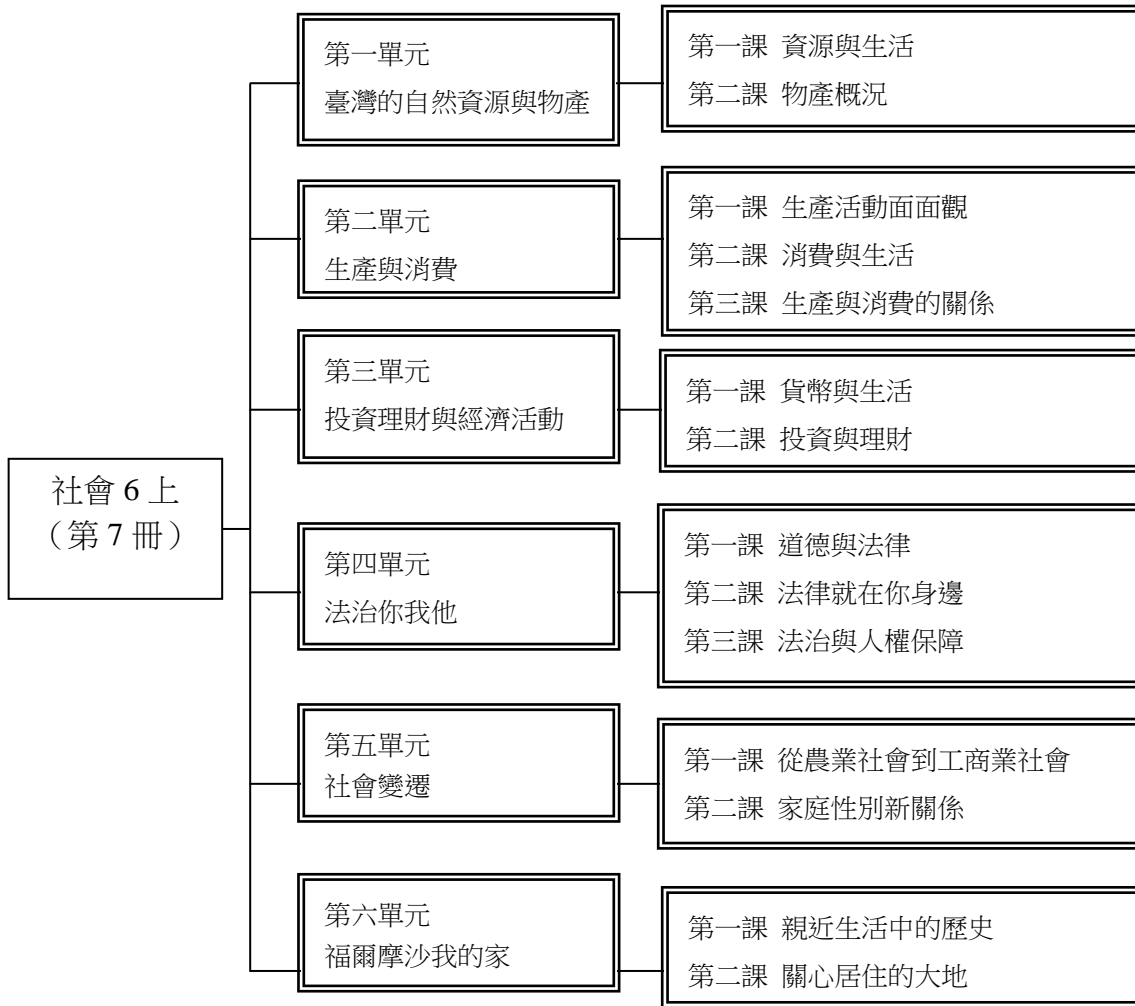 社會 6 上
（第 7 冊）
第一單元
臺灣的自然資源與物產
第一課 資源與生活
第二課 物產概況
第二單元
生產與消費
第一課 生產活動面面觀
第二課 消費與生活
第三課 生產與消費的關係
第三單元
投資理財與經濟活動
第一課 貨幣與生活
第二課 投資與理財
第四單元
法治你我他
第一課 道德與法律
第二課 法律就在你身邊
第三課 法治與人權保障
第五單元
社會變遷
第一課 從農業社會到工商業社會
第二課 家庭性別新關係
第六單元
福爾摩沙我的家
第一課 親近生活中的歷史
第二課 關心居住的大地